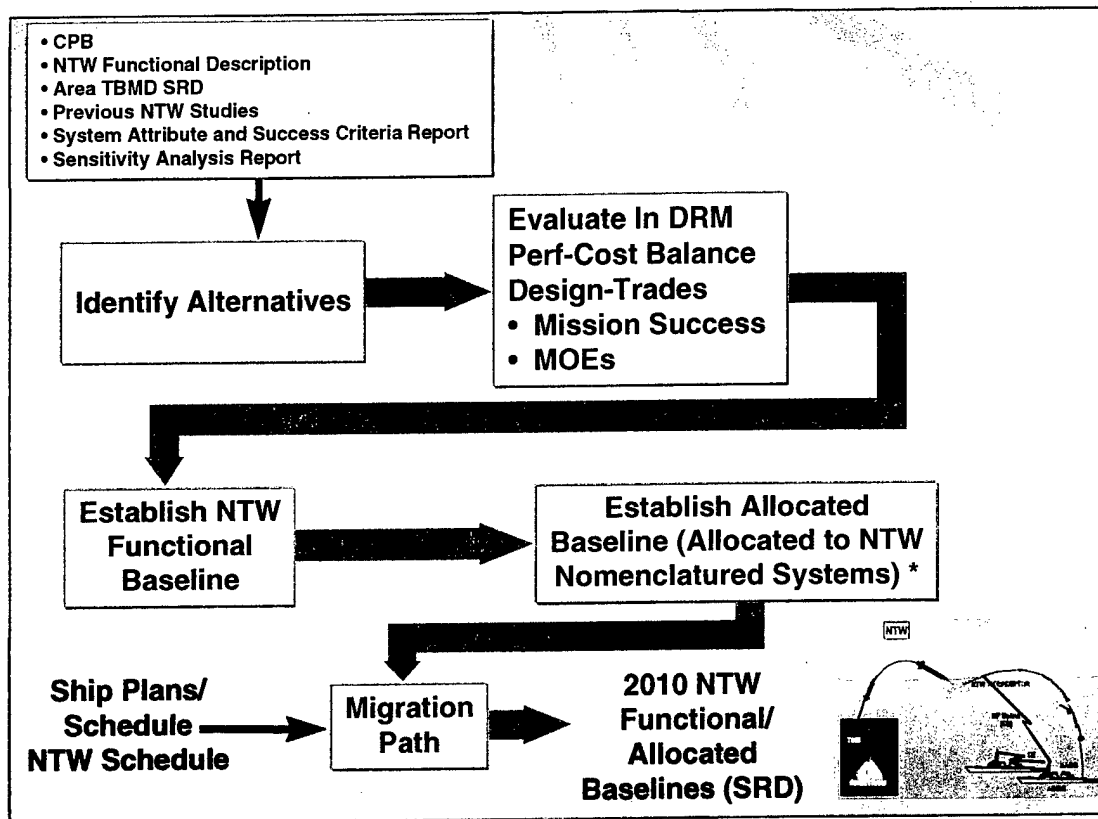 • CPB
• NTW Functional Description
• Area TBMD SRD
• Previous NTW Studies
• System Attribute and Success Criteria Report
• Sensitivity Analysis Report
Identify Alternatives
Evaluate In DRM
Perf-Cost Balance
Design-Trades
• Mission Success
• MOEs
Establish NTW
Functional
Baseline
Establish Allocated
Baseline (Allocated to NTW
Nomenclatured Systems) *
Ship Plans/
Schedule
NTW Schedule
Migration
Path
2010 NTW
Functional/
Allocated
Baselines (SRD)
NTW